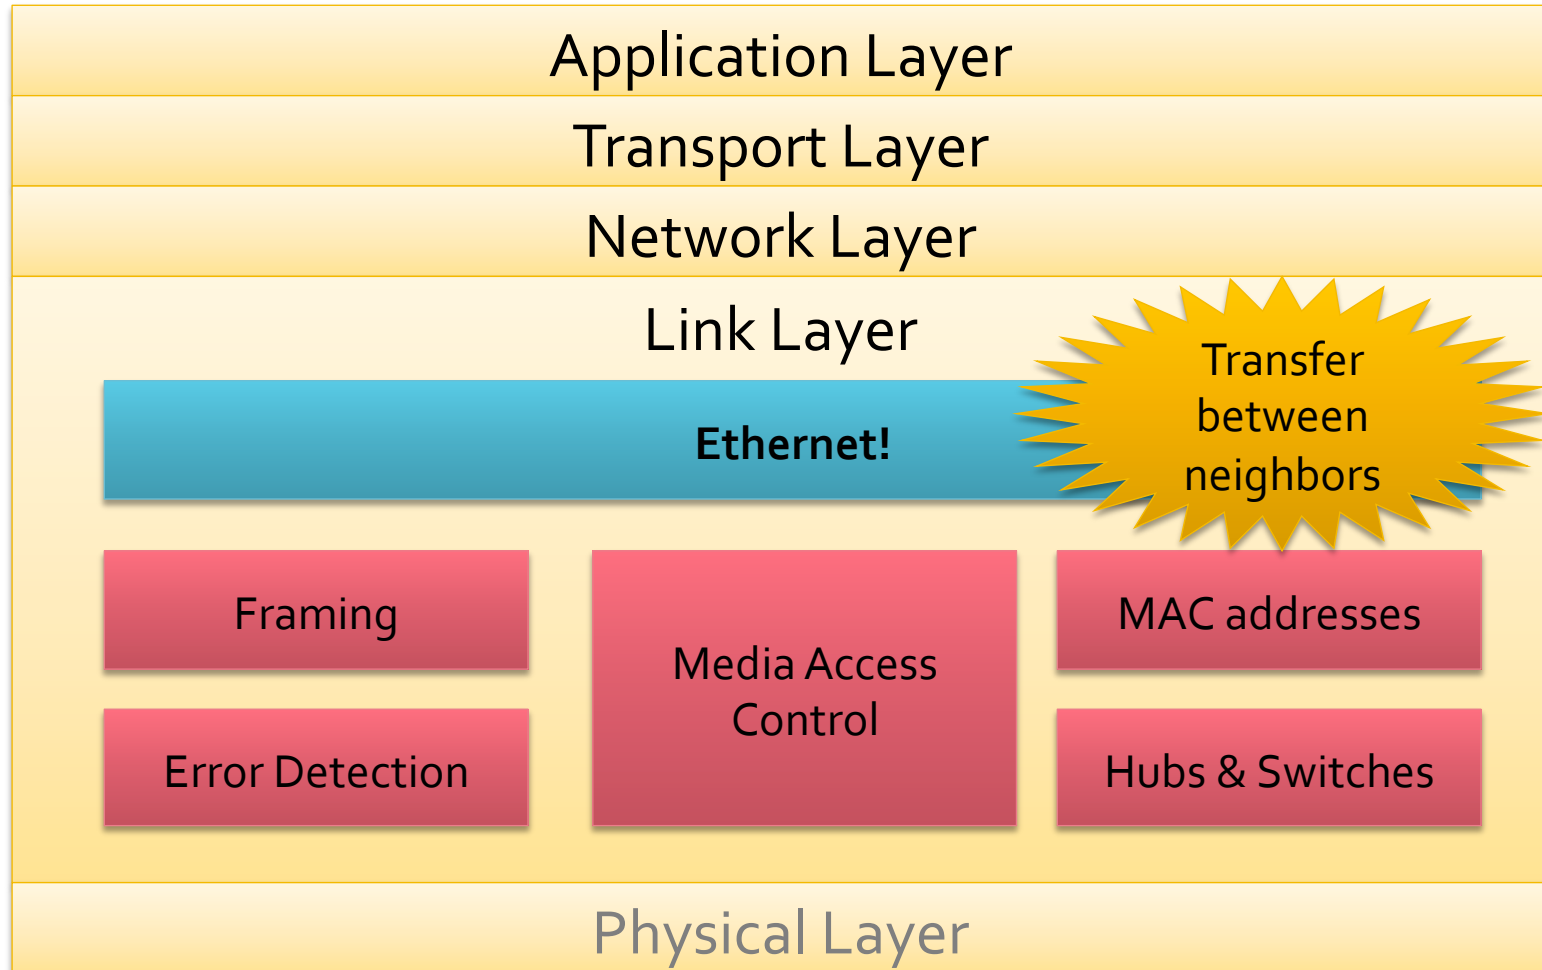 Application Layer
Transport Layer
Network Layer
Link Layer
Transfer
between
neighbors
Ethernet!
Framing
Media Access
Control
MAC addresses
Error Detection
Hubs & Switches
Physical Layer